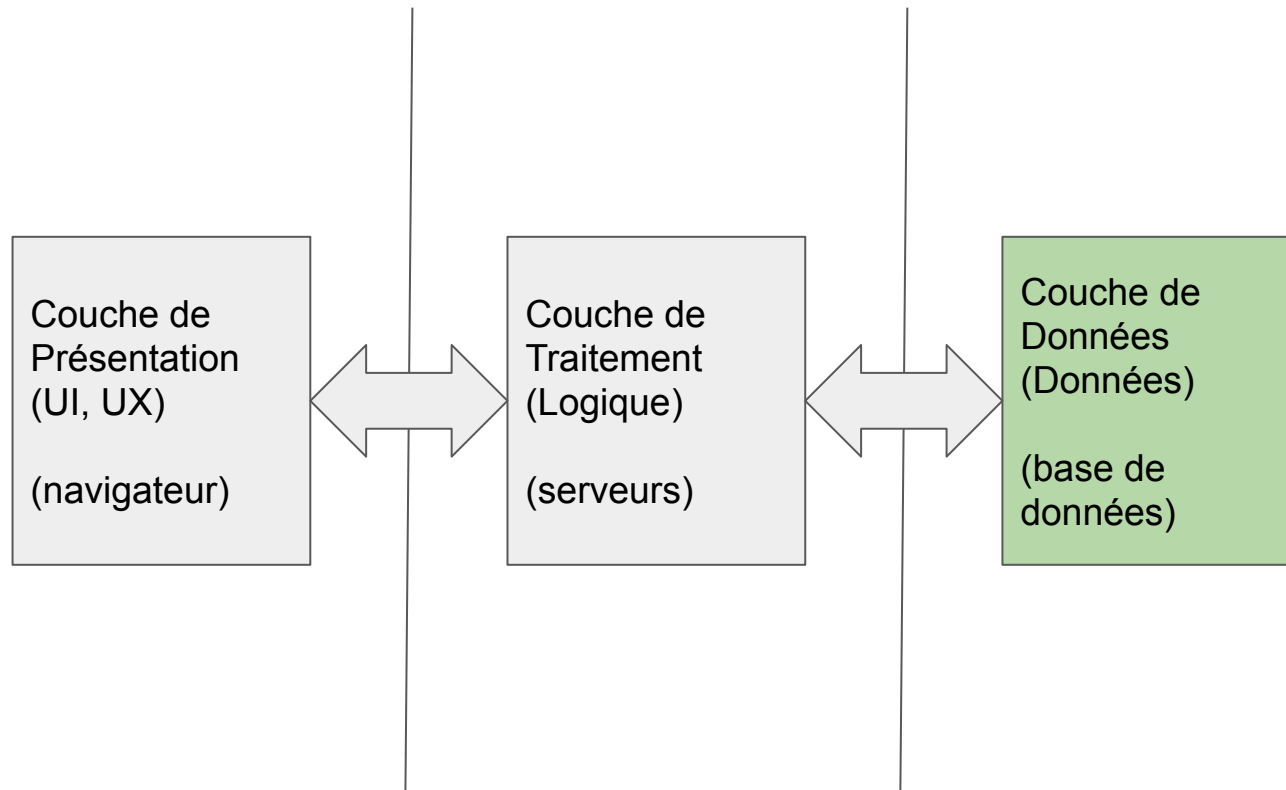 Couche de
Présentation
(UI, UX)
(navigateur)
Couche de
Traitement
(Logique)
(serveurs)
Couche de
Données
(Données)
(base de
données)